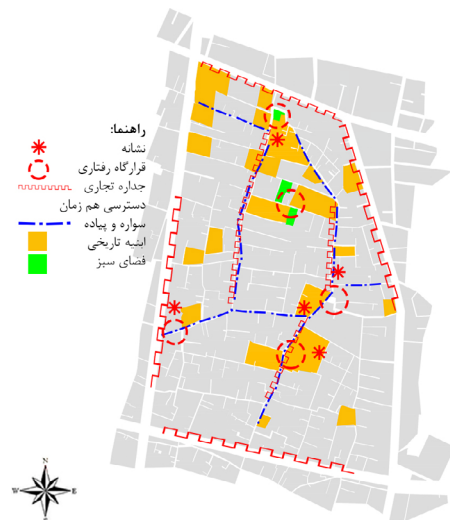 راهنما:
نشانه
قرارگاه رفتاری
جداره تجاری
دسترسی هم زمان
سواره و پیاده
ابنیه تاریخی
فضای سبز
N
W
E
S